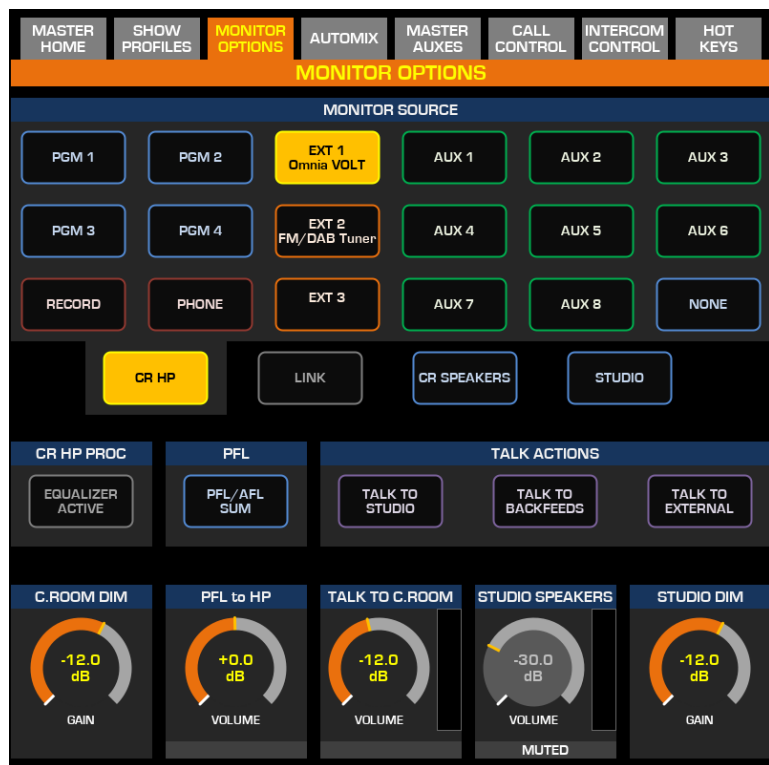 MASTER HOME
SHOW PROFILES
MONITOR OPTIONS
AUTOMIX
MASTER AUXES
CALL CONTROL
INTERCOM CONTROL
HOT KEYS
MONITOR OPTIONS
MONITOR SOURCE
PGM 1
PGM 2
EXT 1
Omnia VOLT
AUX 1
AUX 2
AUX 3
PGM 3
PGM 4
EXT 2
FM/DAB Tuner
AUX 4
AUX 5
AUX 6
RECORD
PHONE
EXT 3
AUX 7
AUX 8
NONE
CR HP
LINK
CR SPEAKERS
STUDIO
CR HP PROC
PFL
TALK ACTIONS
EQUALIZER
ACTIVE
PFL/AFL
SUM
TALK TO
STUDIO
TALK TO
BACKFEEDS
TALK TO
EXTERNAL
C.ROOM DIM
PFL to HP
TALK TO C.ROOM
STUDIO SPEAKERS
STUDIO DIM
-12.0
dB
+0.0
dB
-12.0
dB
-30.0
dB
-12.0
dB
GAIN
VOLUME
VOLUME
VOLUME
GAIN
MUTED